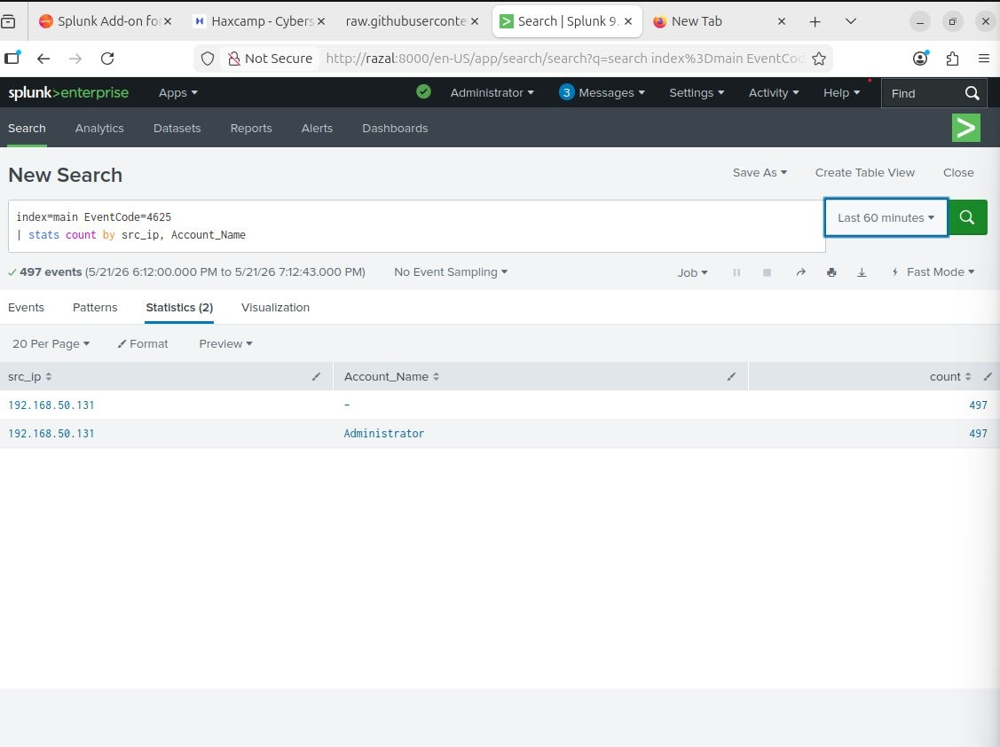 Splunk Add-on fo
Haxcamp - Cybers
raw.githubuserconte
Search | Splunk 9.
New Tab
Not Secure http://razal:8000/en-US/app/search/search?q=search index%3Dmain EventCod
splunk>enterprise Apps Administrator 3 Messages Settings Activity Help Find
Search Analytics Datasets Reports Alerts Dashboards
New Search Save As Create Table View Close
index=main EventCode=4625 Last 60 minutes
| stats count by src_ip, Account_Name
497 events (5/21/26 6:12:00.000 PM to 5/21/26 7:12:43.000 PM) No Event Sampling Job Fast Mode
Events Patterns Statistics (2) Visualization
20 Per Page Format Preview
src_ip Account_Name count
192.168.50.131 - 497
192.168.50.131 Administrator 497